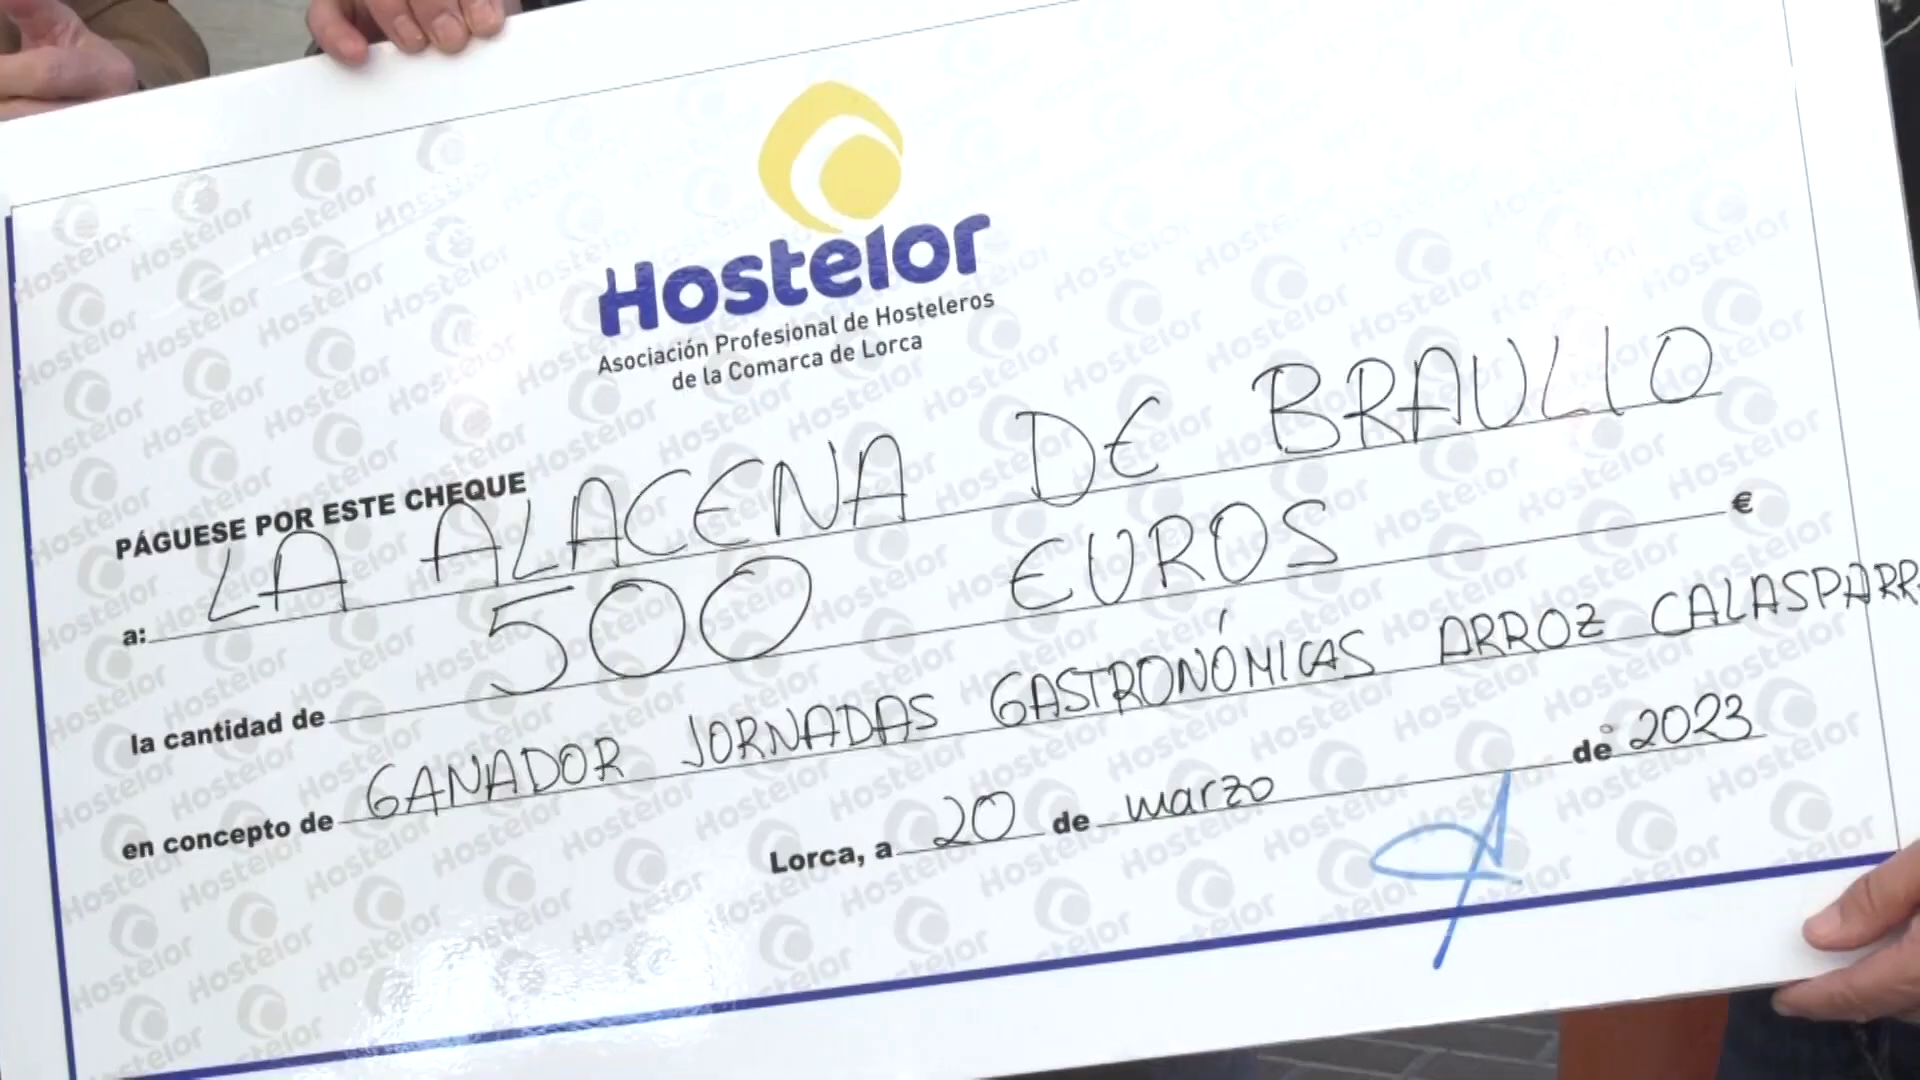 Hostelor
Asociación Profesional de Hosteleros
de la Comarca de Lorca
PÁGUESE POR ESTE CHEQUE
a: LA ALACENA DE BRAULIO
la cantidad de 500 EUROS €
en concepto de GANADOR JORNADAS GASTRONÓMICAS ARROZ CALASPARR
Lorca, a 20 de marzo de 2023